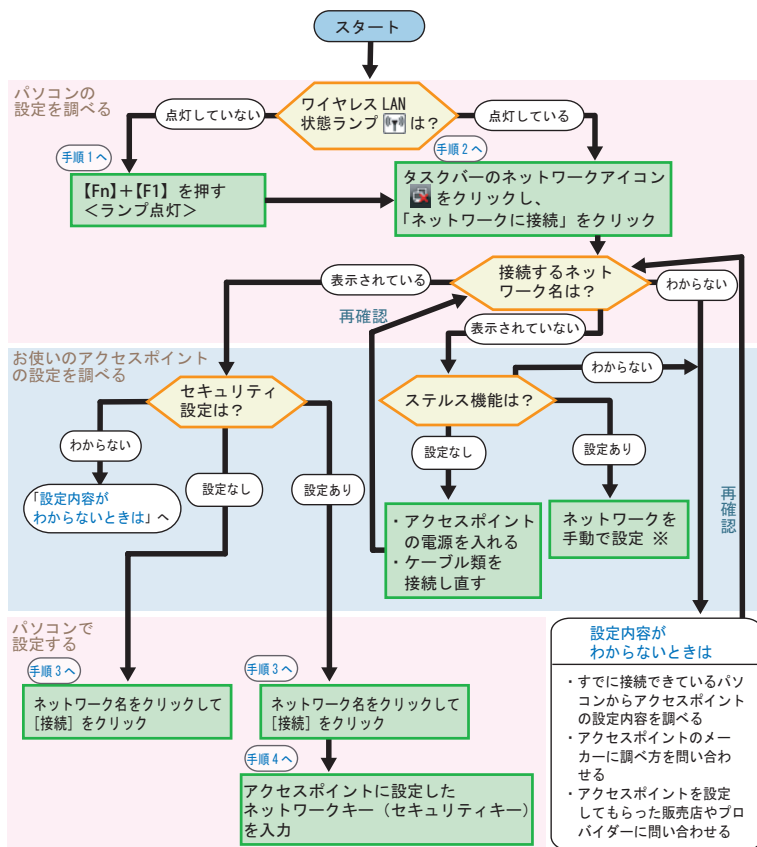 スタート
パソコンの
設定を調べる
ワイヤレス LAN
状態ランプ は？
点灯していない
点灯している
手順 1 へ
手順 2 へ
【Fn】＋【F1】を押す
＜ランプ点灯＞
タスクバーのネットワークアイコン
をクリックし、
「ネットワークに接続」をクリック
接続するネット
ワーク名は？
表示されている
わからない
再確認
表示されていない
お使いのアクセスポイント
の設定を調べる
セキュリティ
設定は？
ステルス機能は？
わからない
わからない
設定なし
設定あり
設定なし
設定あり
「設定内容が
わからないときは」へ
・アクセスポイント
の電源を入れる
・ケーブル類を
接続し直す
ネットワークを
手動で設定 ※
再確認
パソコンで
設定する
手順 3 へ
ネットワーク名をクリックして
[接続] をクリック
手順 3 へ
ネットワーク名をクリックして
[接続] をクリック
手順 4 へ
アクセスポイントに設定した
ネットワークキー（セキュリティキー）
を入力
設定内容が
わからないときは
・すでに接続できているパソ
コンからアクセスポイント
の設定内容を調べる
・アクセスポイントのメー
カーに調べ方を問い合わ
せる
・アクセスポイントを設定
してもらった販売店やプロ
バイダーに問い合わせる